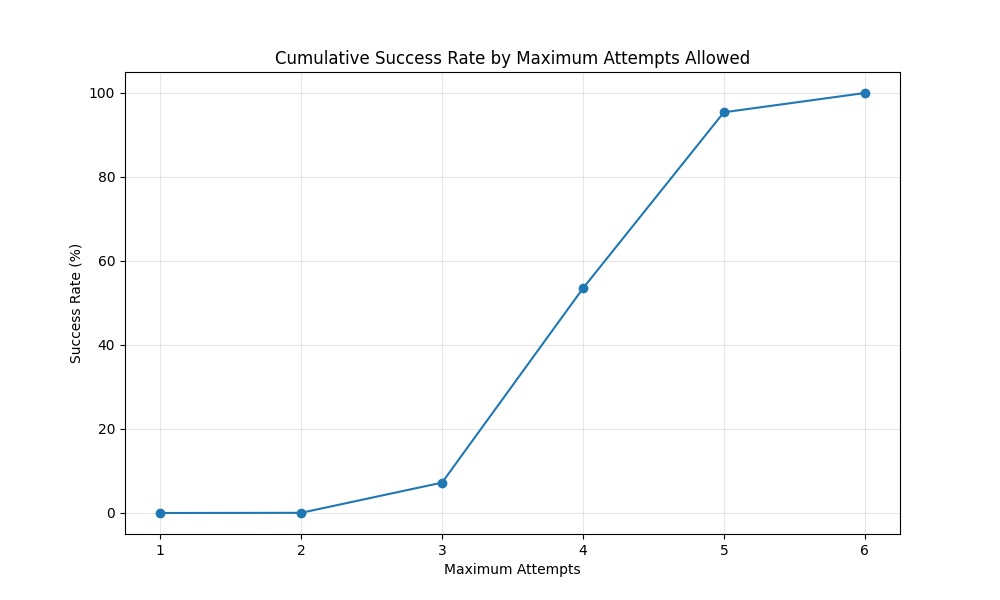 Cumulative Success Rate by Maximum Attempts Allowed
100
80
60
40
20
0
Success Rate (%)
1 2 3 4 5 6
Maximum Attempts